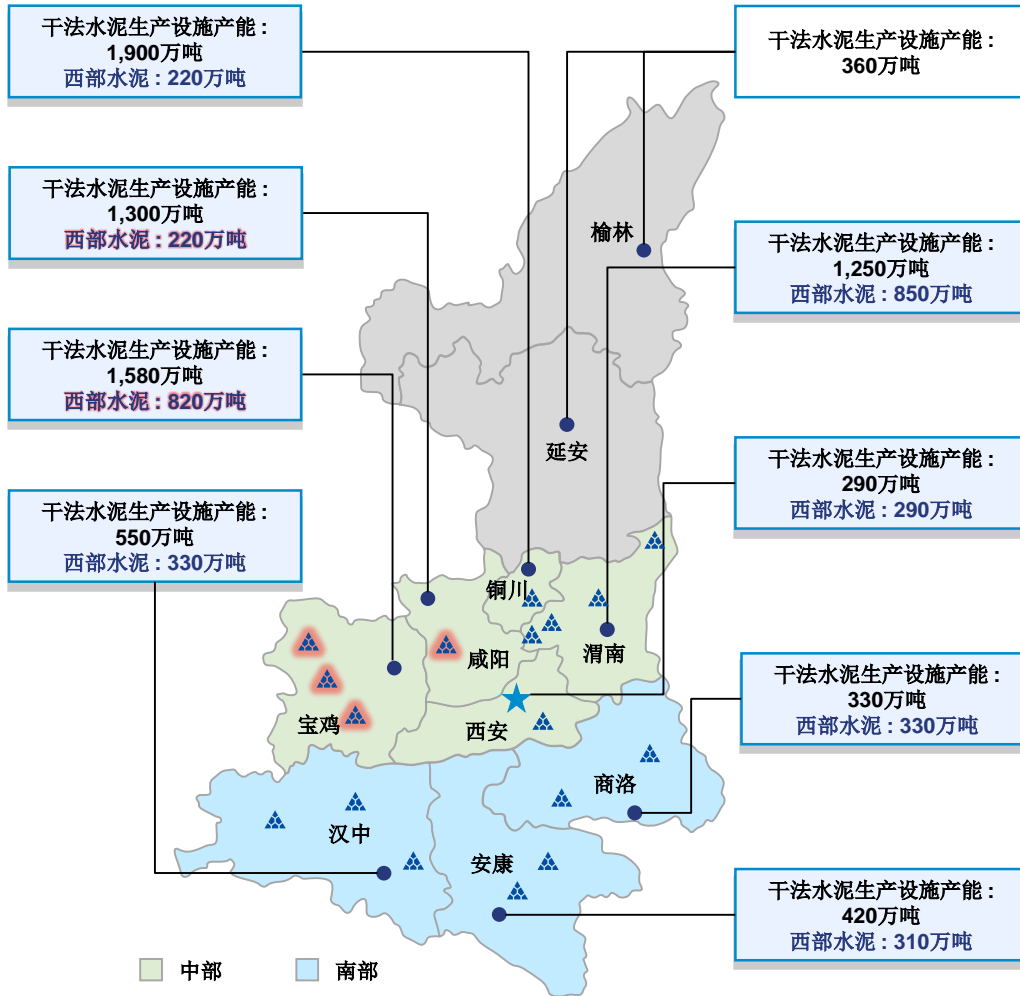 干法水泥生产设施产能：
1,900万吨
西部水泥：220万吨
干法水泥生产设施产能：
1,300万吨
西部水泥：220万吨
干法水泥生产设施产能：
1,580万吨
西部水泥：820万吨
干法水泥生产设施产能：
550万吨
西部水泥：330万吨
干法水泥生产设施产能：
360万吨
干法水泥生产设施产能：
1,250万吨
西部水泥：850万吨
干法水泥生产设施产能：
290万吨
西部水泥：290万吨
干法水泥生产设施产能：
330万吨
西部水泥：330万吨
干法水泥生产设施产能：
420万吨
西部水泥：310万吨
榆林
延安
铜川
咸阳
渭南
宝鸡
西安
商洛
汉中
安康
中部
南部